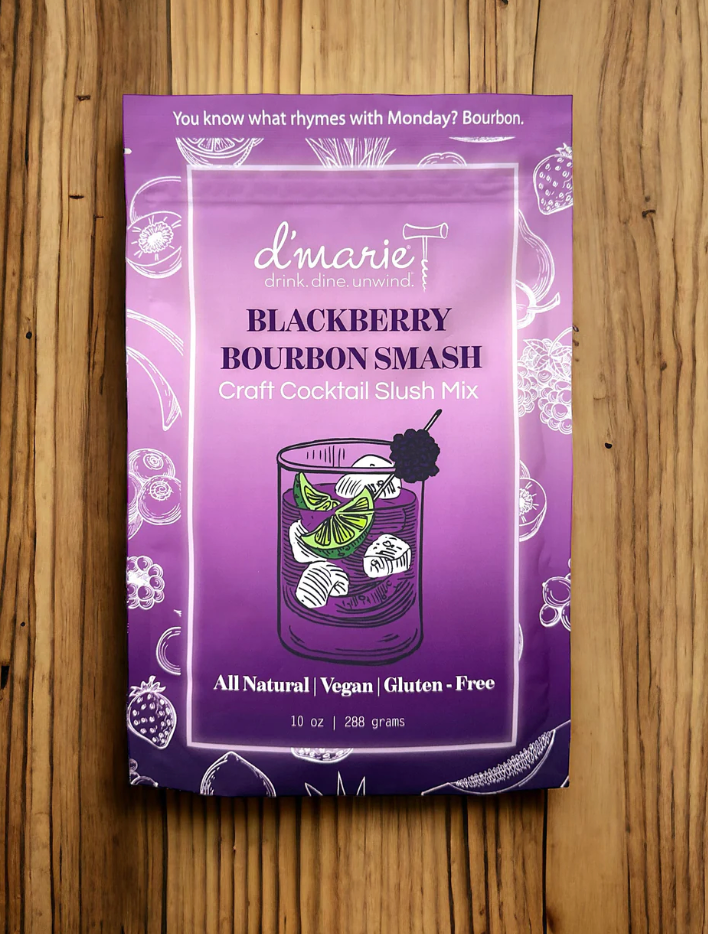 You know what rhymes with Monday? Bourbon.
d'marie
drink. dine. unwind.
BLACKBERRY
BOURBON SMASH
Craft Cocktail Slush Mix
All Natural | Vegan | Gluten - Free
10 oz | 288 grams